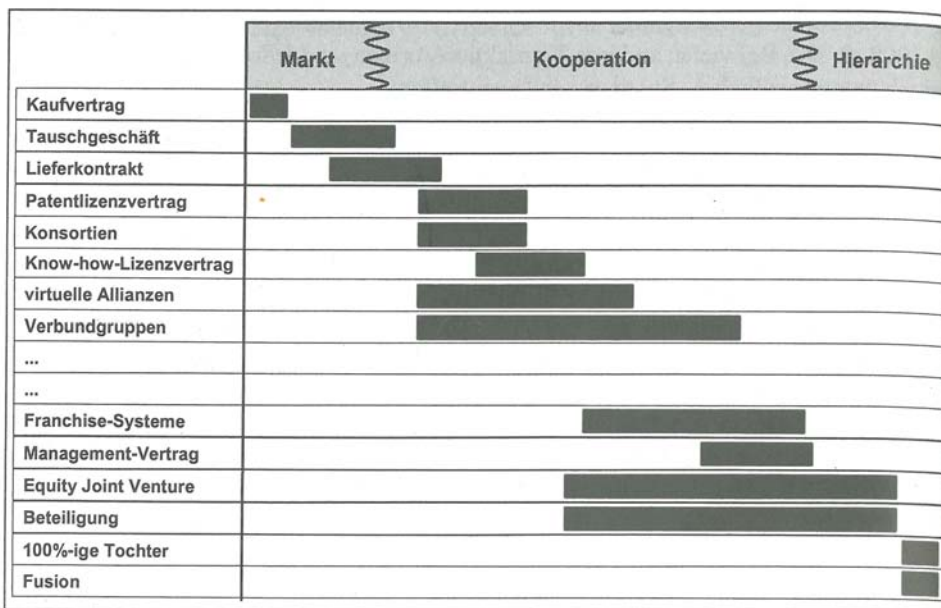 Markt Kooperation Hierarchie
Kaufvertrag
Tauschgeschäft
Lieferkontrakt
Patentlizenzvertrag
Konsortien
Know-how-Lizenzvertrag
virtuelle Allianzen
Verbundgruppen
...
...
Franchise-Systeme
Management-Vertrag
Equity Joint Venture
Beteiligung
100%-ige Tochter
Fusion